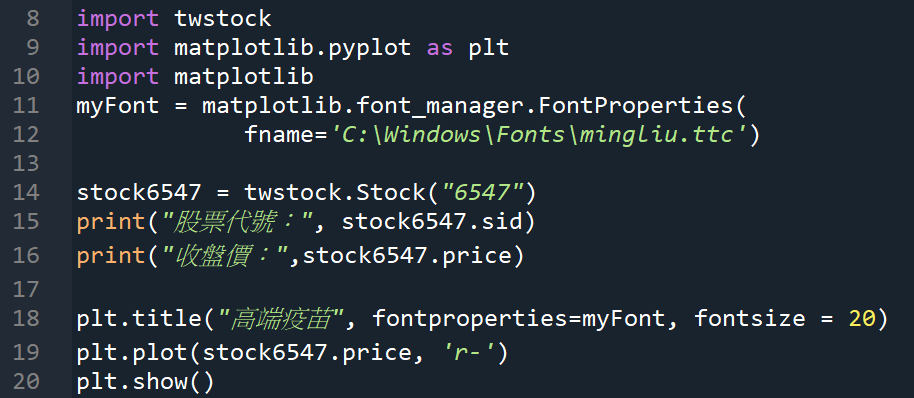 8 import twstock
9 import matplotlib.pyplot as plt
10 import matplotlib
11 myFont = matplotlib.font_manager.FontProperties(
12             fname='C:\Windows\Fonts\mingliu.ttc')
13
14 stock6547 = twstock.Stock("6547")
15 print("股票代號：", stock6547.sid)
16 print("收盤價：",stock6547.price)
17
18 plt.title("高端疫苗", fontproperties=myFont, fontsize = 20)
19 plt.plot(stock6547.price, 'r-')
20 plt.show()